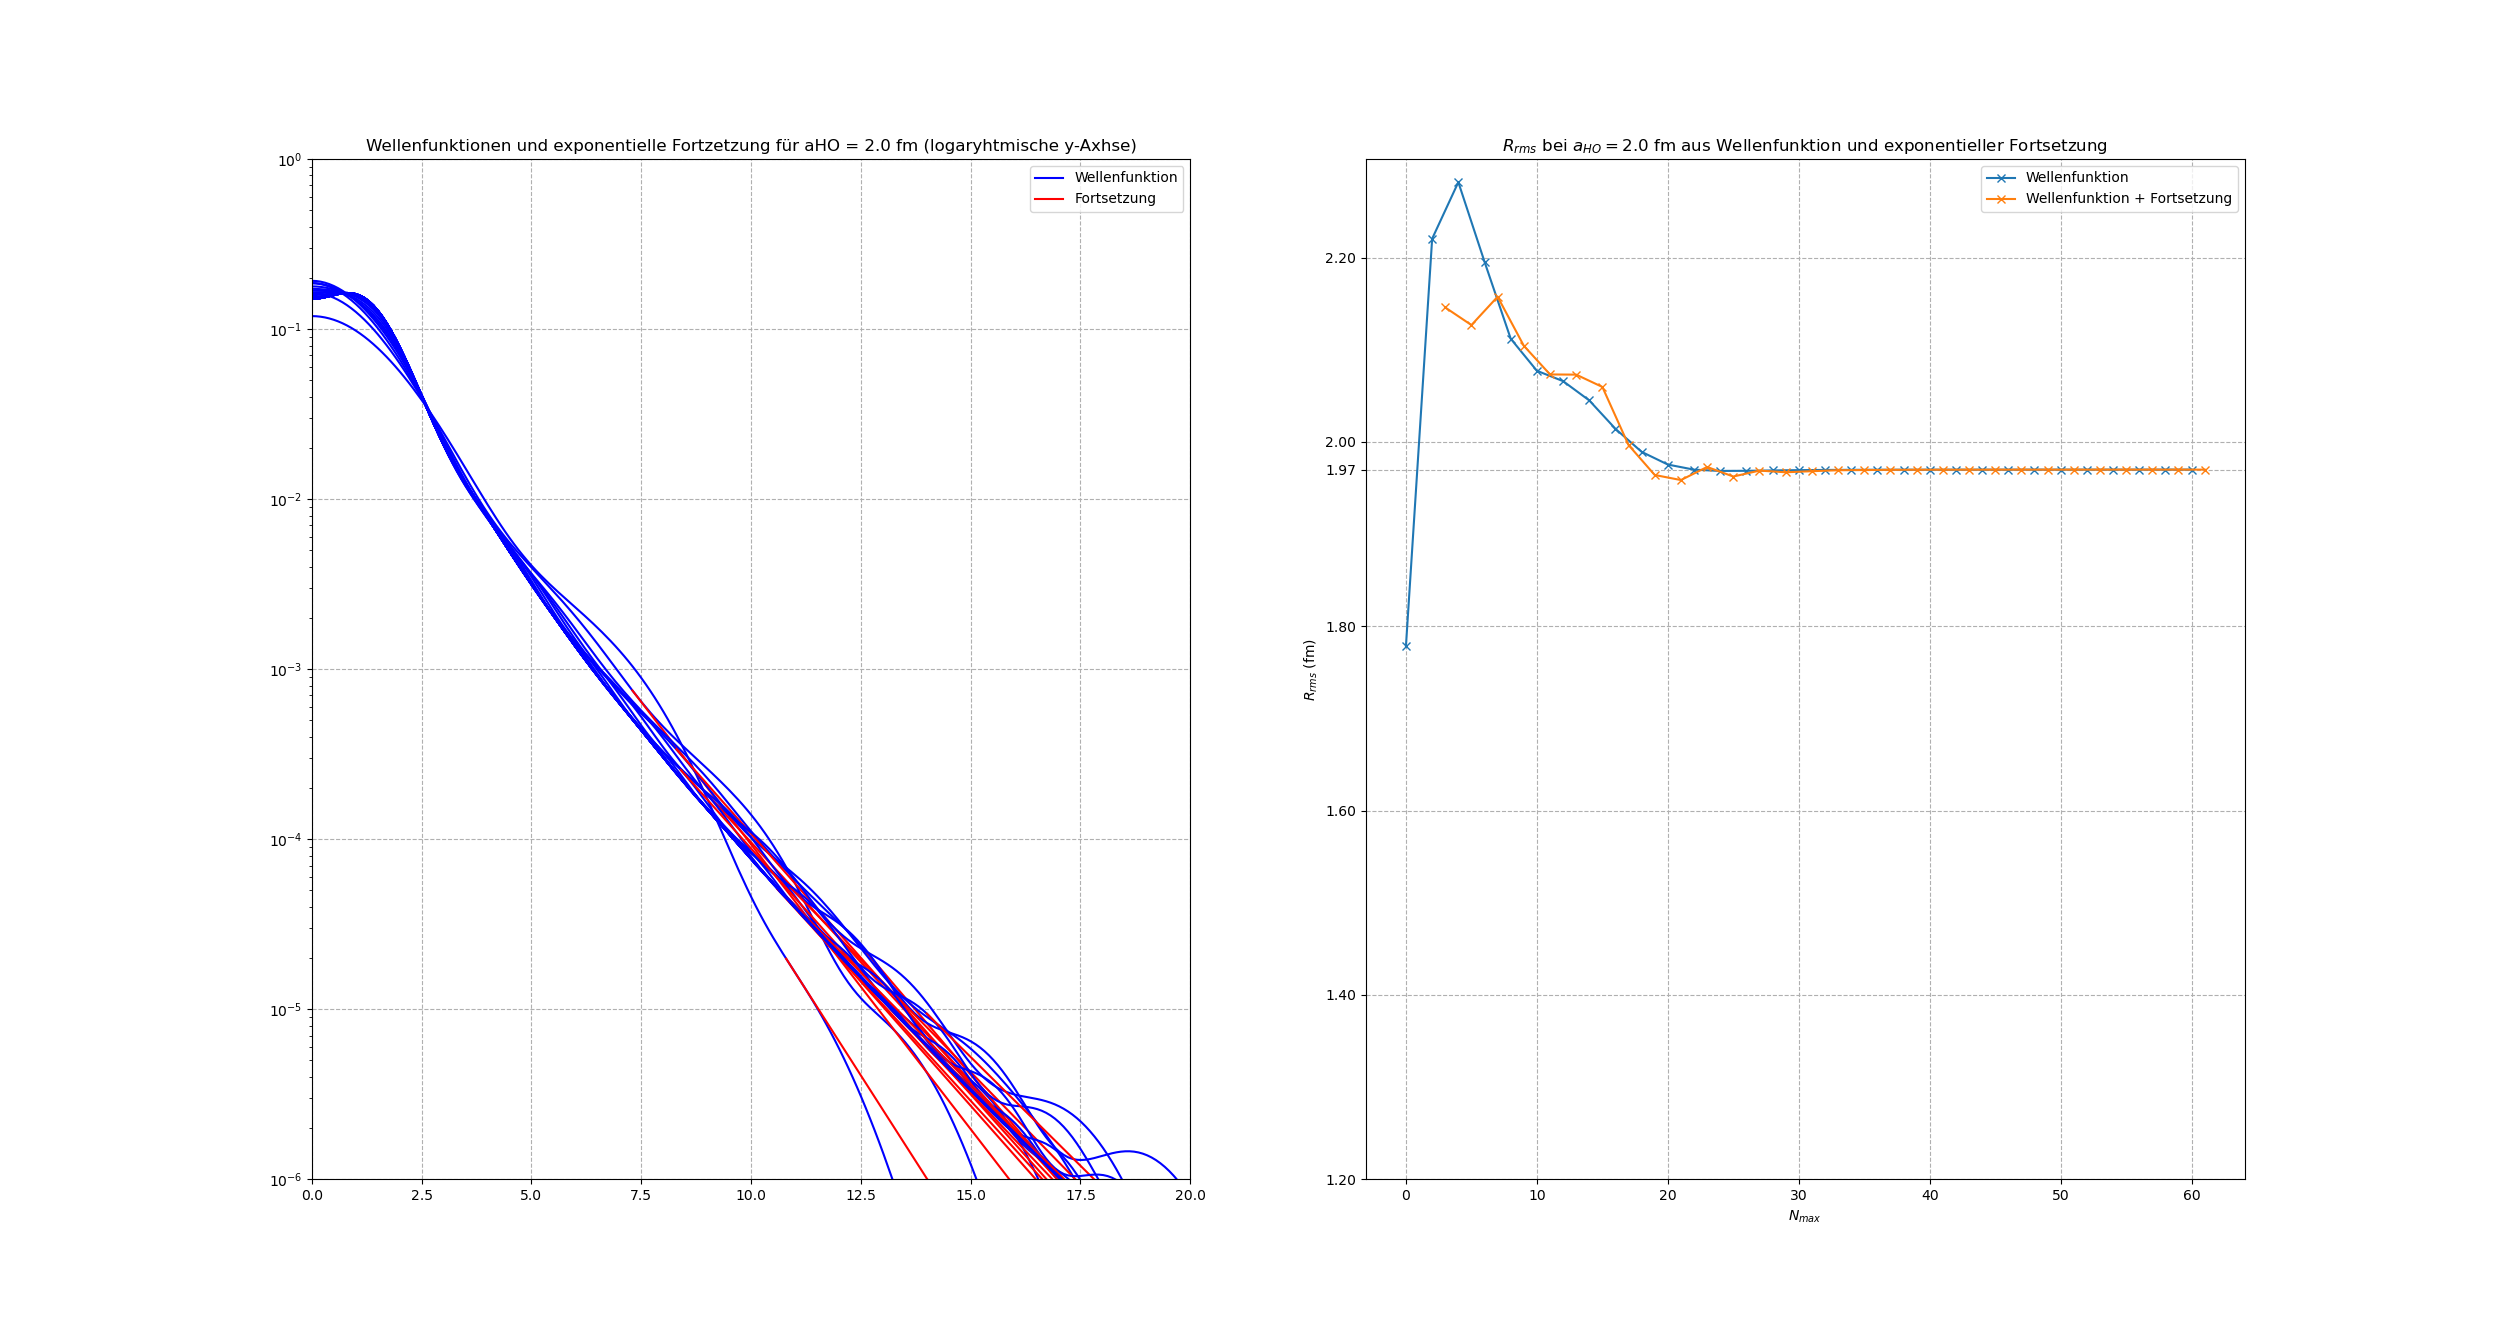 Wellenfunktionen und exponentielle Fortzetzung für aHO = 2.0 fm (logaryhtmische y-Axhse)
10⁰
10⁻¹
10⁻²
10⁻³
10⁻⁴
10⁻⁵
10⁻⁶
0.0 2.5 5.0 7.5 10.0 12.5 15.0 17.5 20.0
Wellenfunktion
Fortsetzung
R_rms bei a_HO = 2.0 fm aus Wellenfunktion und exponentieller Fortsetzung
Wellenfunktion
Wellenfunktion + Fortsetzung
R_rms (fm)
2.20
2.00
1.97
1.80
1.60
1.40
1.20
0 10 20 30 40 50 60
N_max